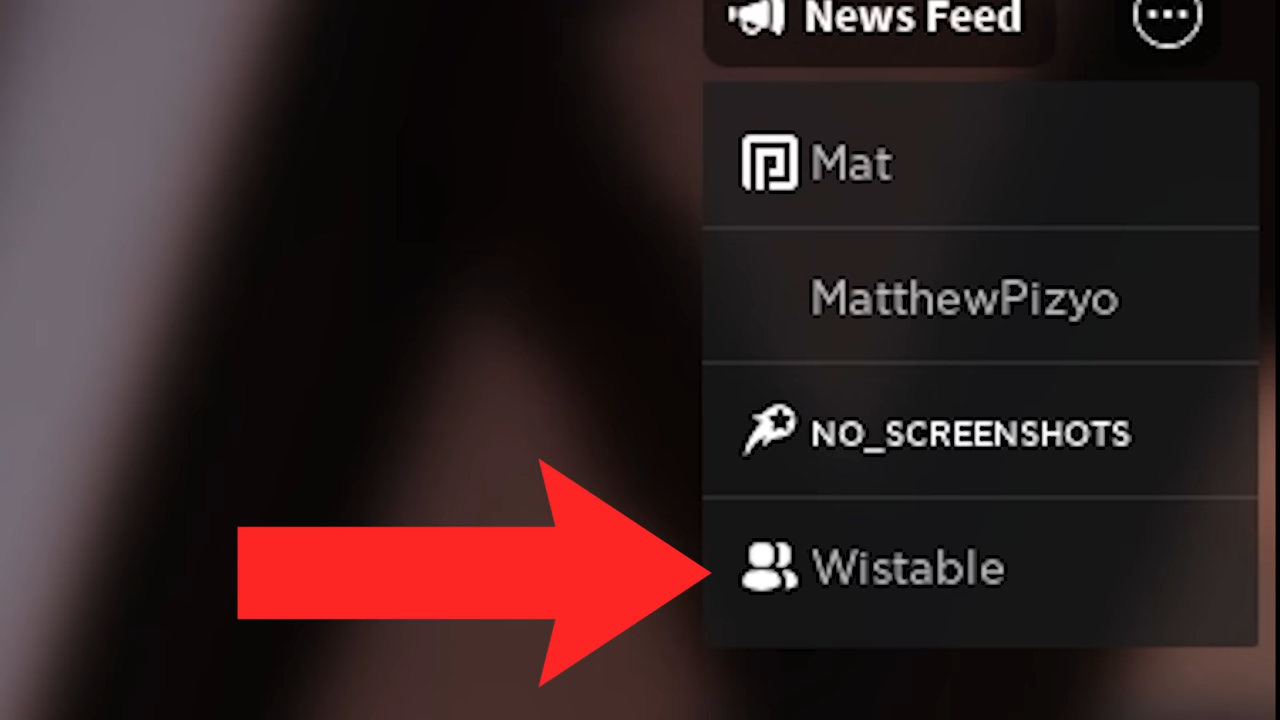 News Feed
Mat
MatthewPizyo
NO_SCREENSHOTS
Wistable